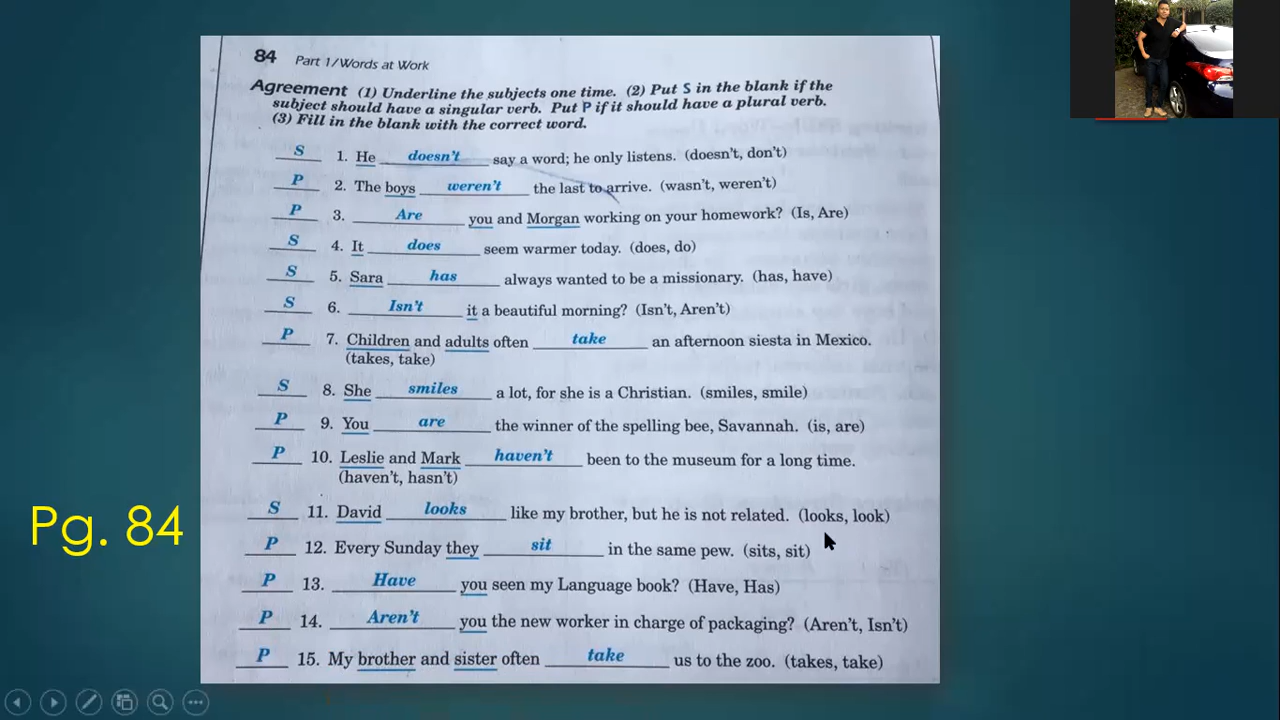 84 Part 1/Words at Work
Agreement (1) Underline the subjects one time. (2) Put S in the blank if the
subject should have a singular verb. Put P if it should have a plural verb.
(3) Fill in the blank with the correct word.
S 1. He doesn't say a word; he only listens. (doesn't, don't)
P 2. The boys weren't the last to arrive. (wasn't, weren't)
P 3. Are you and Morgan working on your homework? (Is, Are)
S 4. It does seem warmer today. (does, do)
S 5. Sara has always wanted to be a missionary. (has, have)
S 6. Isn't it a beautiful morning? (Isn't, Aren't)
P 7. Children and adults often take an afternoon siesta in Mexico.
(takes, take)
S 8. She smiles a lot, for she is a Christian. (smiles, smile)
P 9. You are the winner of the spelling bee, Savannah. (is, are)
P 10. Leslie and Mark haven't been to the museum for a long time.
(haven't, hasn't)
S 11. David looks like my brother, but he is not related. (looks, look)
Pg. 84
P 12. Every Sunday they sit in the same pew. (sits, sit)
P 13. Have you seen my Language book? (Have, Has)
P 14. Aren't you the new worker in charge of packaging? (Aren't, Isn't)
P 15. My brother and sister often take us to the zoo. (takes, take)